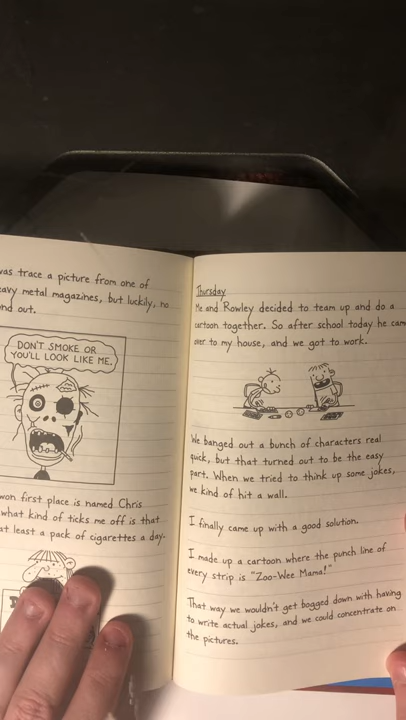 was trace a picture from one of
heavy metal magazines, but luckily, no
nd out.
DON'T SMOKE OR
YOU'LL LOOK LIKE ME.
won first place is named Chris
what kind of ticks me off is that
at least a pack of cigarettes a day.
Thursday
Me and Rowley decided to team up and do a
cartoon together. So after school today he cam
over to my house, and we got to work.
We banged out a bunch of characters real
quick, but that turned out to be the easy
part. When we tried to think up some jokes,
we kind of hit a wall.
I finally came up with a good solution.
I made up a cartoon where the punch line of
every strip is "Zoo-Wee Mama!"
That way we wouldn't get bogged down with having
to write actual jokes, and we could concentrate on
the pictures.